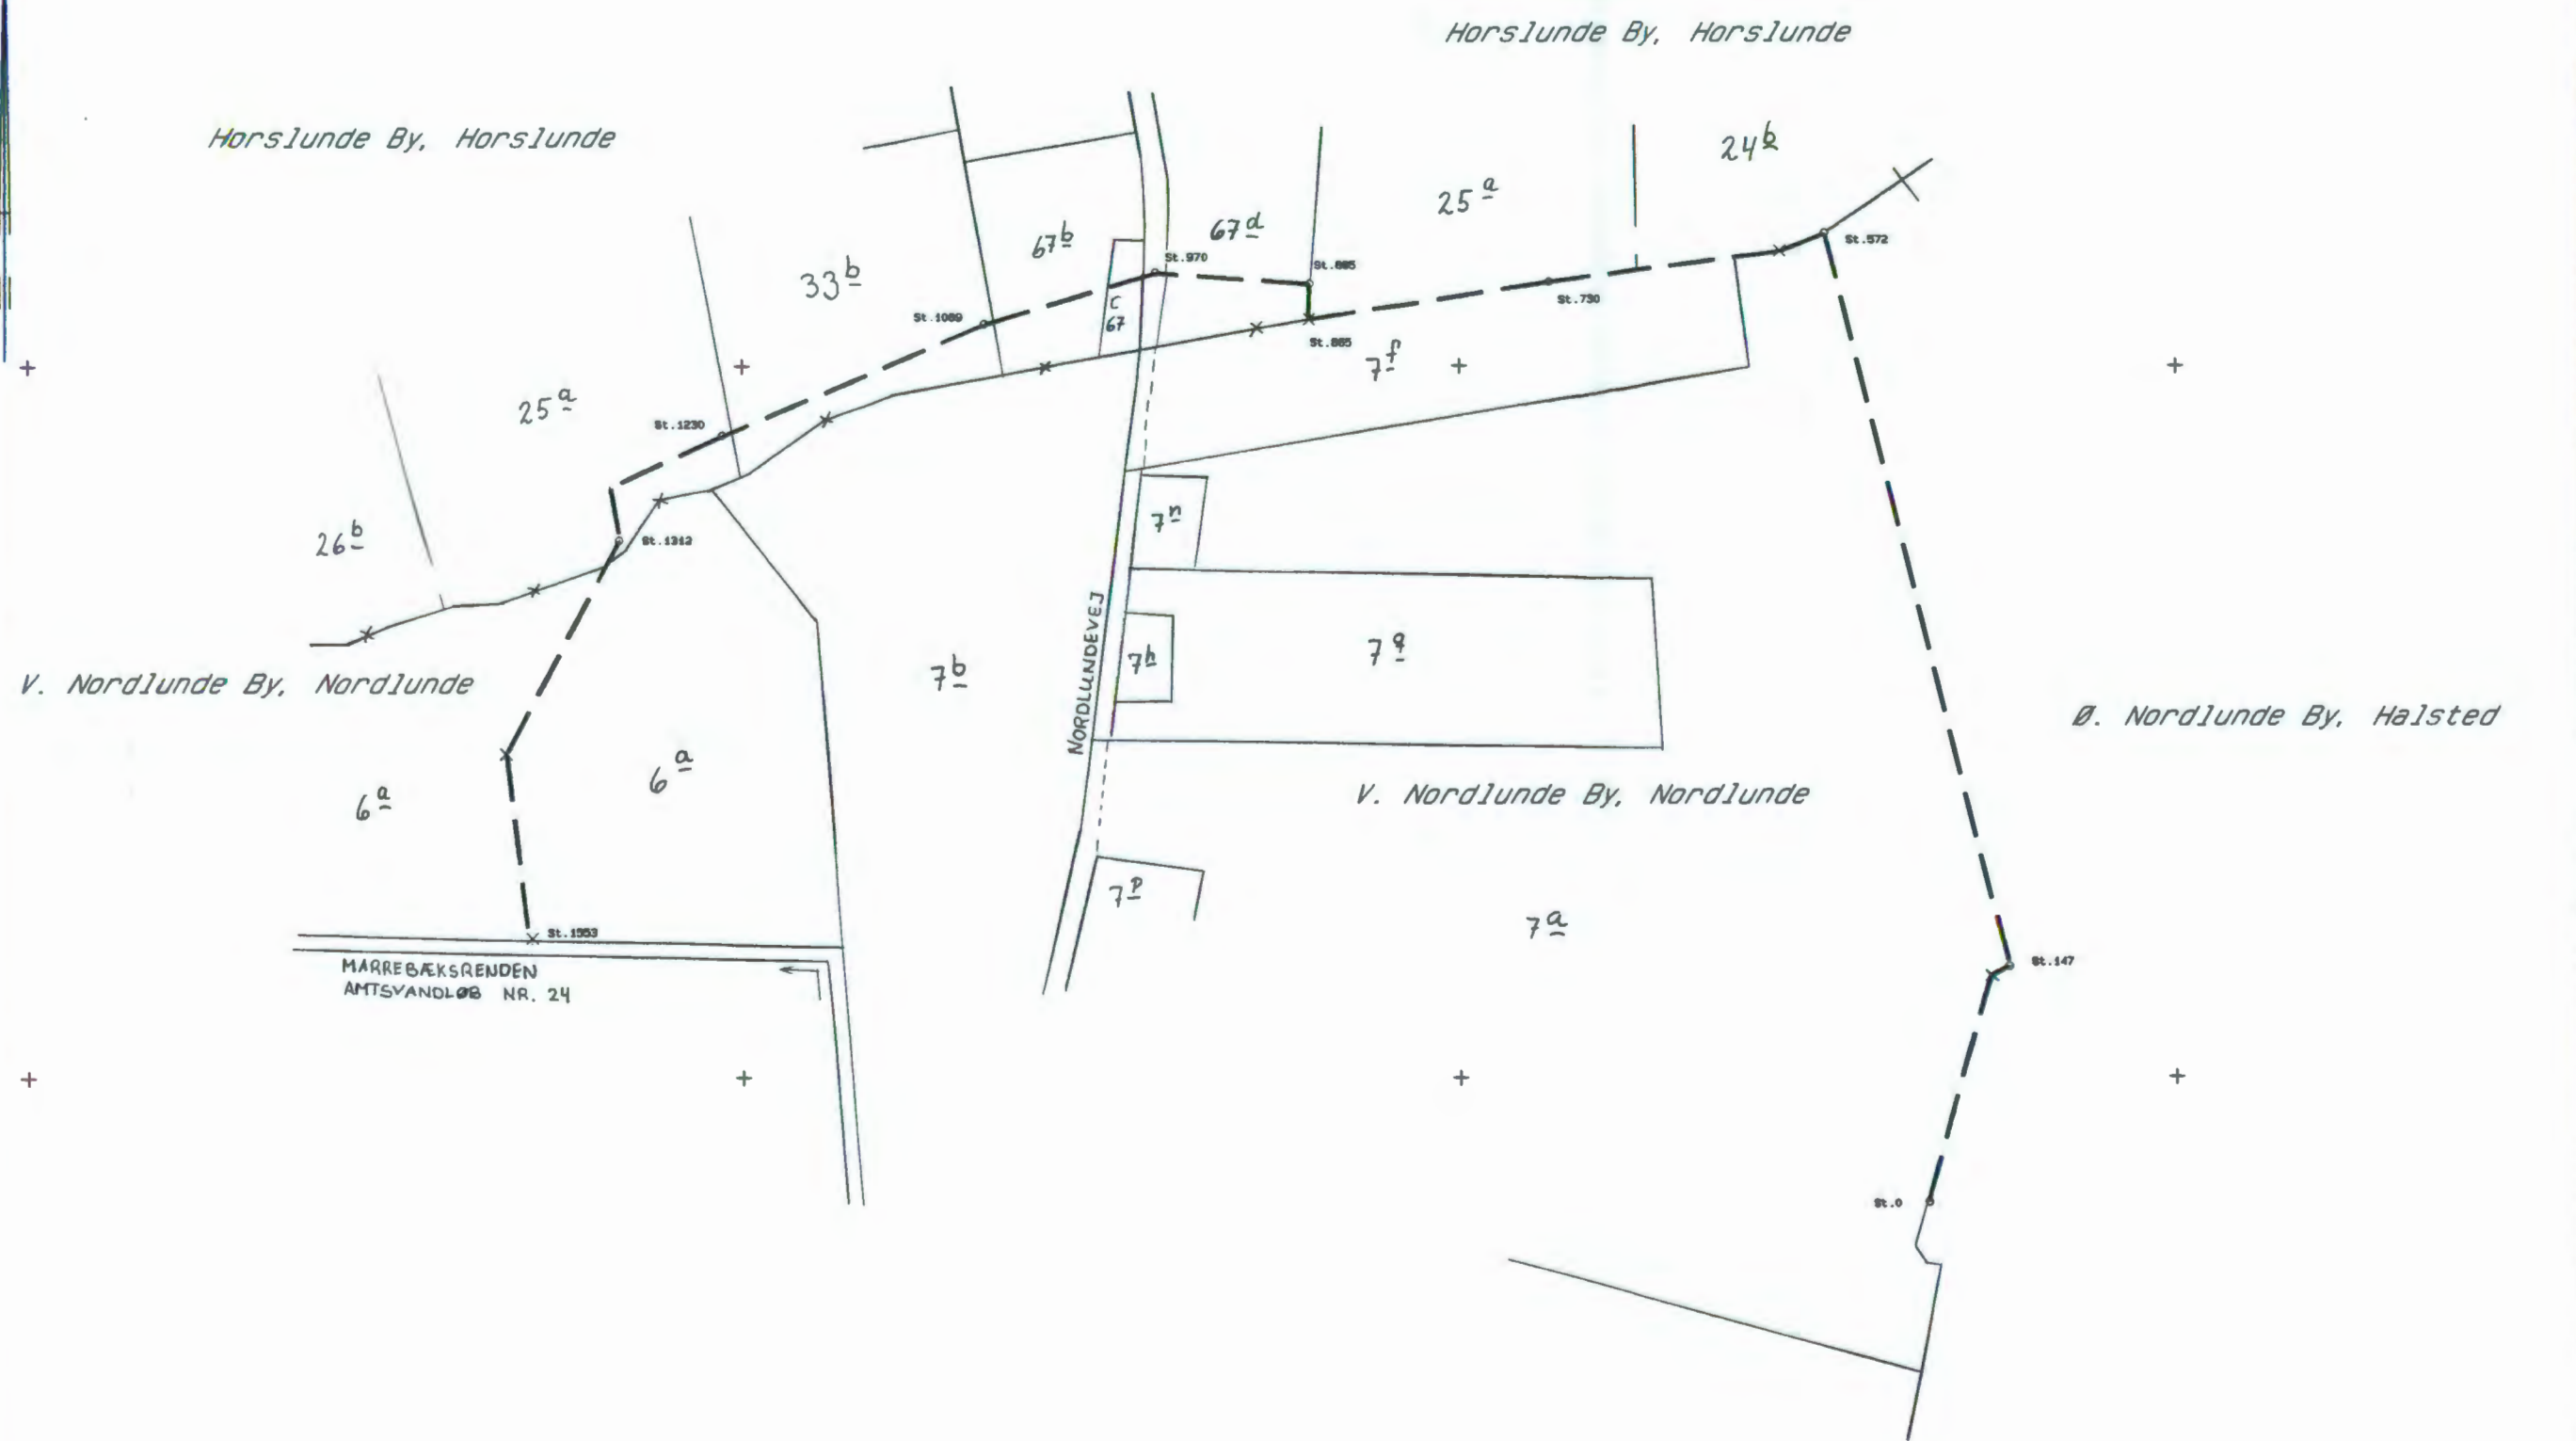 Horslunde By, Horslunde
Horslunde By, Horslunde
24b
25a
67d
67b
33b
St.572
St.970
St.885
St.730
St.1089
C
67
St.865
7f
25a
St.1230
26b
St.1312
7n
7h
7q
NORDLUNDEVEJ
7b
V. Nordlunde By, Nordlunde
Ø. Nordlunde By, Halsted
6a
6a
V. Nordlunde By, Nordlunde
7p
7a
St.1553
St.147
MARREBÆKSRENDEN
AMTSVANDLØB NR. 24
St.0